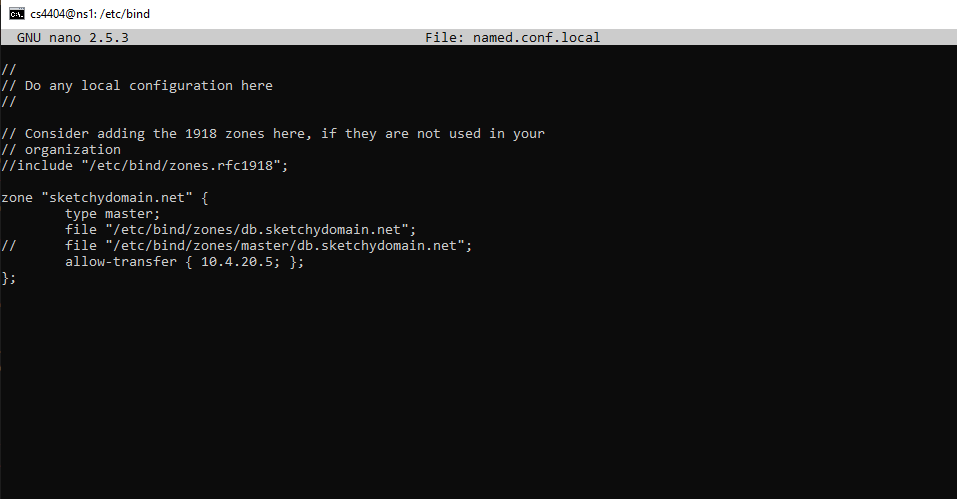 cs4404@ns1: /etc/bind
GNU nano 2.5.3 File: named.conf.local
//
// Do any local configuration here
//
// Consider adding the 1918 zones here, if they are not used in your
// organization
//include "/etc/bind/zones.rfc1918";
zone "sketchydomain.net" {
type master;
file "/etc/bind/zones/db.sketchydomain.net";
// file "/etc/bind/zones/master/db.sketchydomain.net";
allow-transfer { 10.4.20.5; };
};